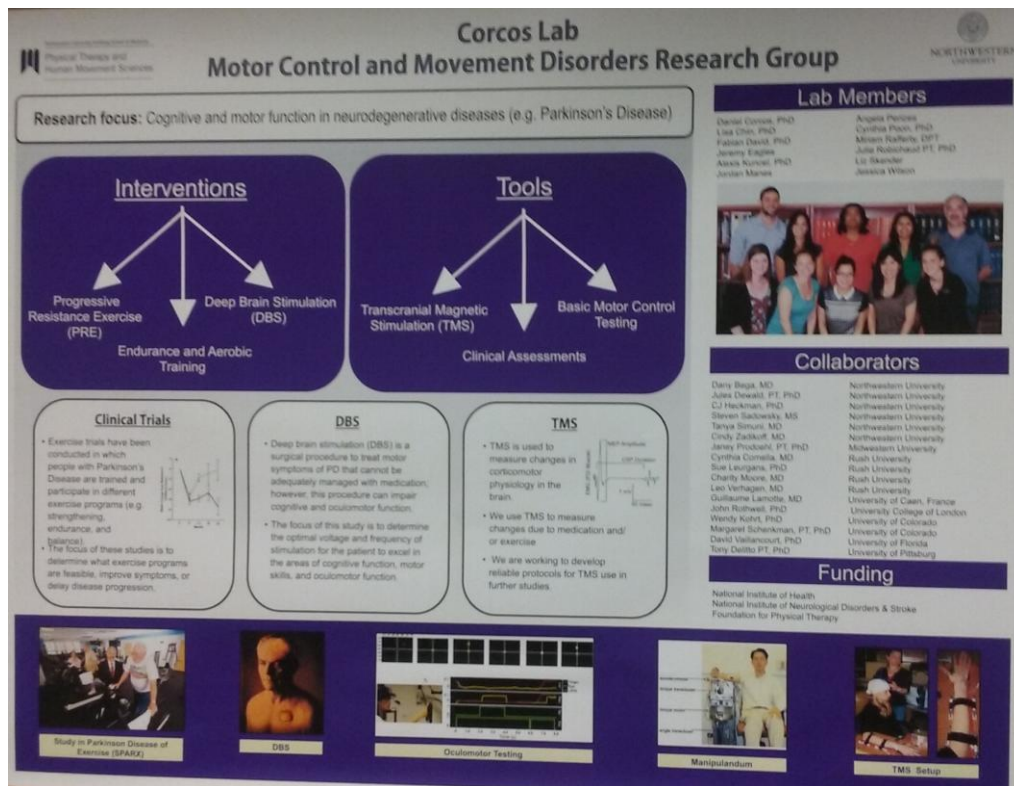 Corcos Lab
Motor Control and Movement Disorders Research Group
Physical Therapy and
Human Movement Sciences
NORTHWESTERN
UNIVERSITY
Research focus: Cognitive and motor function in neurodegenerative diseases (e.g. Parkinson's Disease)
Interventions
Progressive
Resistance Exercise
(PRE)
Deep Brain Stimulation
(DBS)
Endurance and Aerobic
Training
Tools
Transcranial Magnetic
Stimulation (TMS)
Basic Motor Control
Testing
Clinical Assessments
Clinical Trials
• Exercise trials have been
conducted in which
people with Parkinson's
Disease are trained and
participate in different
exercise programs (e.g.
strengthening,
endurance, and
balance).
• The focus of these studies is to
determine what exercise programs
are feasible, improve symptoms, or
delay disease progression.
DBS
• Deep brain stimulation (DBS) is a
surgical procedure to treat motor
symptoms of PD that cannot be
adequately managed with medication;
however, this procedure can impair
cognitive and oculomotor function.
• The focus of this study is to determine
the optimal voltage and frequency of
stimulation for the patient to excel in
the areas of cognitive function, motor
skills, and oculomotor function.
TMS
• TMS is used to
measure changes in
corticomotor
physiology in the
brain.
• We use TMS to measure
changes due to medication and/
or exercise
• We are working to develop
reliable protocols for TMS use in
further studies.
Lab Members
Daniel Corcos, PhD
Lisa Chin, PhD
Fabian David, PhD
Jeremy Eagles
PhD
Jordan Manes
Angela
Cynthia Poon, PhD
Miriam Rafferty, DPT
Julie Robichaud PT, PhD
Liz
Jessica Wilson
Collaborators
Dany Bega, MD Northwestern University
Jules Dewald, PT, PhD Northwestern University
CJ Heckman, PhD Northwestern University
Steven Sadowsky, MS Northwestern University
Tanya Simuni, MD Northwestern University
Cindy Zadikoff, MD Northwestern University
Janey Prodoehl, PT, PhD Midwestern University
Cynthia Comella, MD Rush University
Sue Leurgans, PhD Rush University
Charity Moore, PhD Rush University
Leo Verhagen, MD Rush University
Guillaume Lamotte, MD University of Caen, France
John Rothwell, PhD University College of London
Wendy Kohrt, PhD University of Colorado
Margaret Schenkman, PT, PhD University of Colorado
David Vaillancourt, PhD University of Florida
Tony Delitto PT, PhD University of Pittsburg
Funding
National Institute of Health
National Institute of Neurological Disorders & Stroke
Foundation for Physical Therapy
Study in Parkinson Disease of
Exercise (SPARX)
DBS
Oculomotor Testing
Manipulandum
TMS Setup